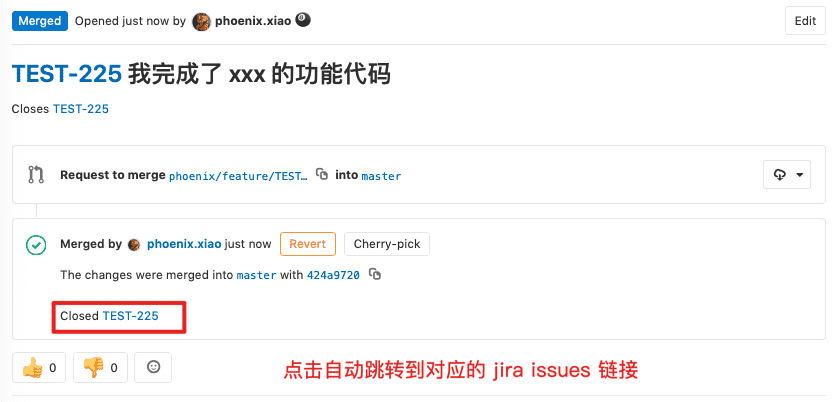 Merged Opened just now by phoenix.xiao Edit
TEST-225 我完成了 xxx 的功能代码
Closes TEST-225
Request to merge phoenix/feature/TEST… into master
Merged by phoenix.xiao just now Revert Cherry-pick
The changes were merged into master with 424a9720
Closed TEST-225
👍 0 👎 0
点击自动跳转到对应的 jira issues 链接